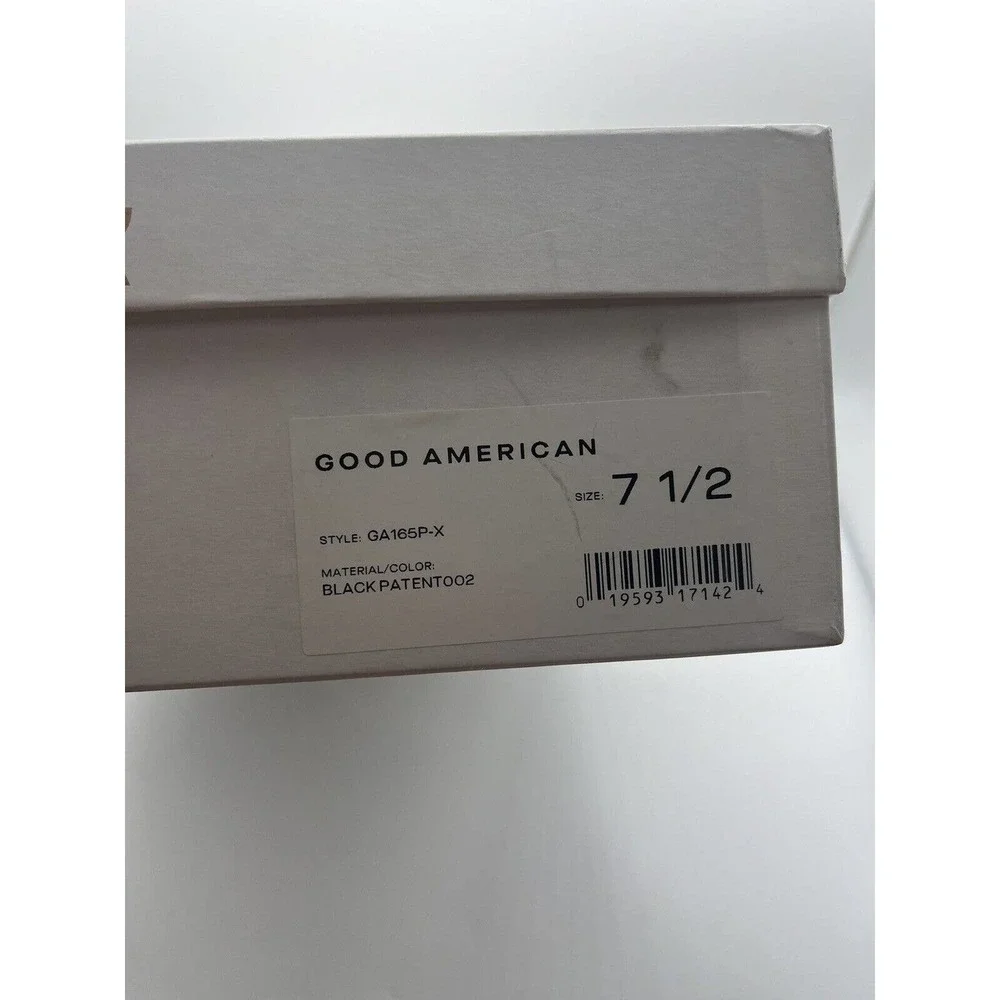 GOOD AMERICAN
SIZE: 7 1/2
STYLE: GA165P-X
MATERIAL/COLOR:
BLACK PATENT002
0 19593 17142 4